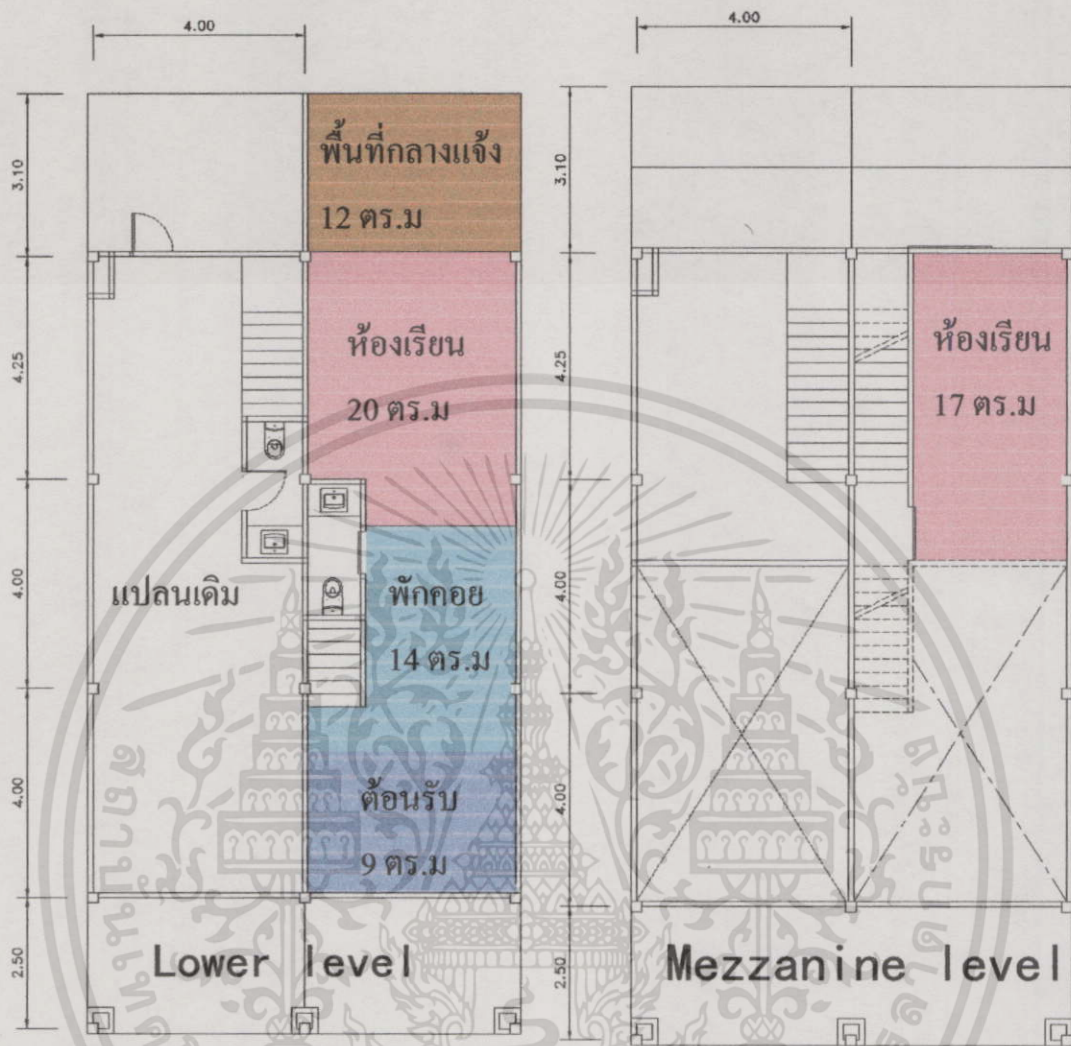 4.00
4.00
3.10
4.25
4.00
4.00
2.50
พื้นที่กลางแจ้ง
12 ตร.ม
ห้องเรียน
20 ตร.ม
แปลนเดิม
พักคอย
14 ตร.ม
ต้อนรับ
9 ตร.ม
Lower level
3.10
4.25
4.00
4.00
2.50
ห้องเรียน
17 ตร.ม
Mezzanine level